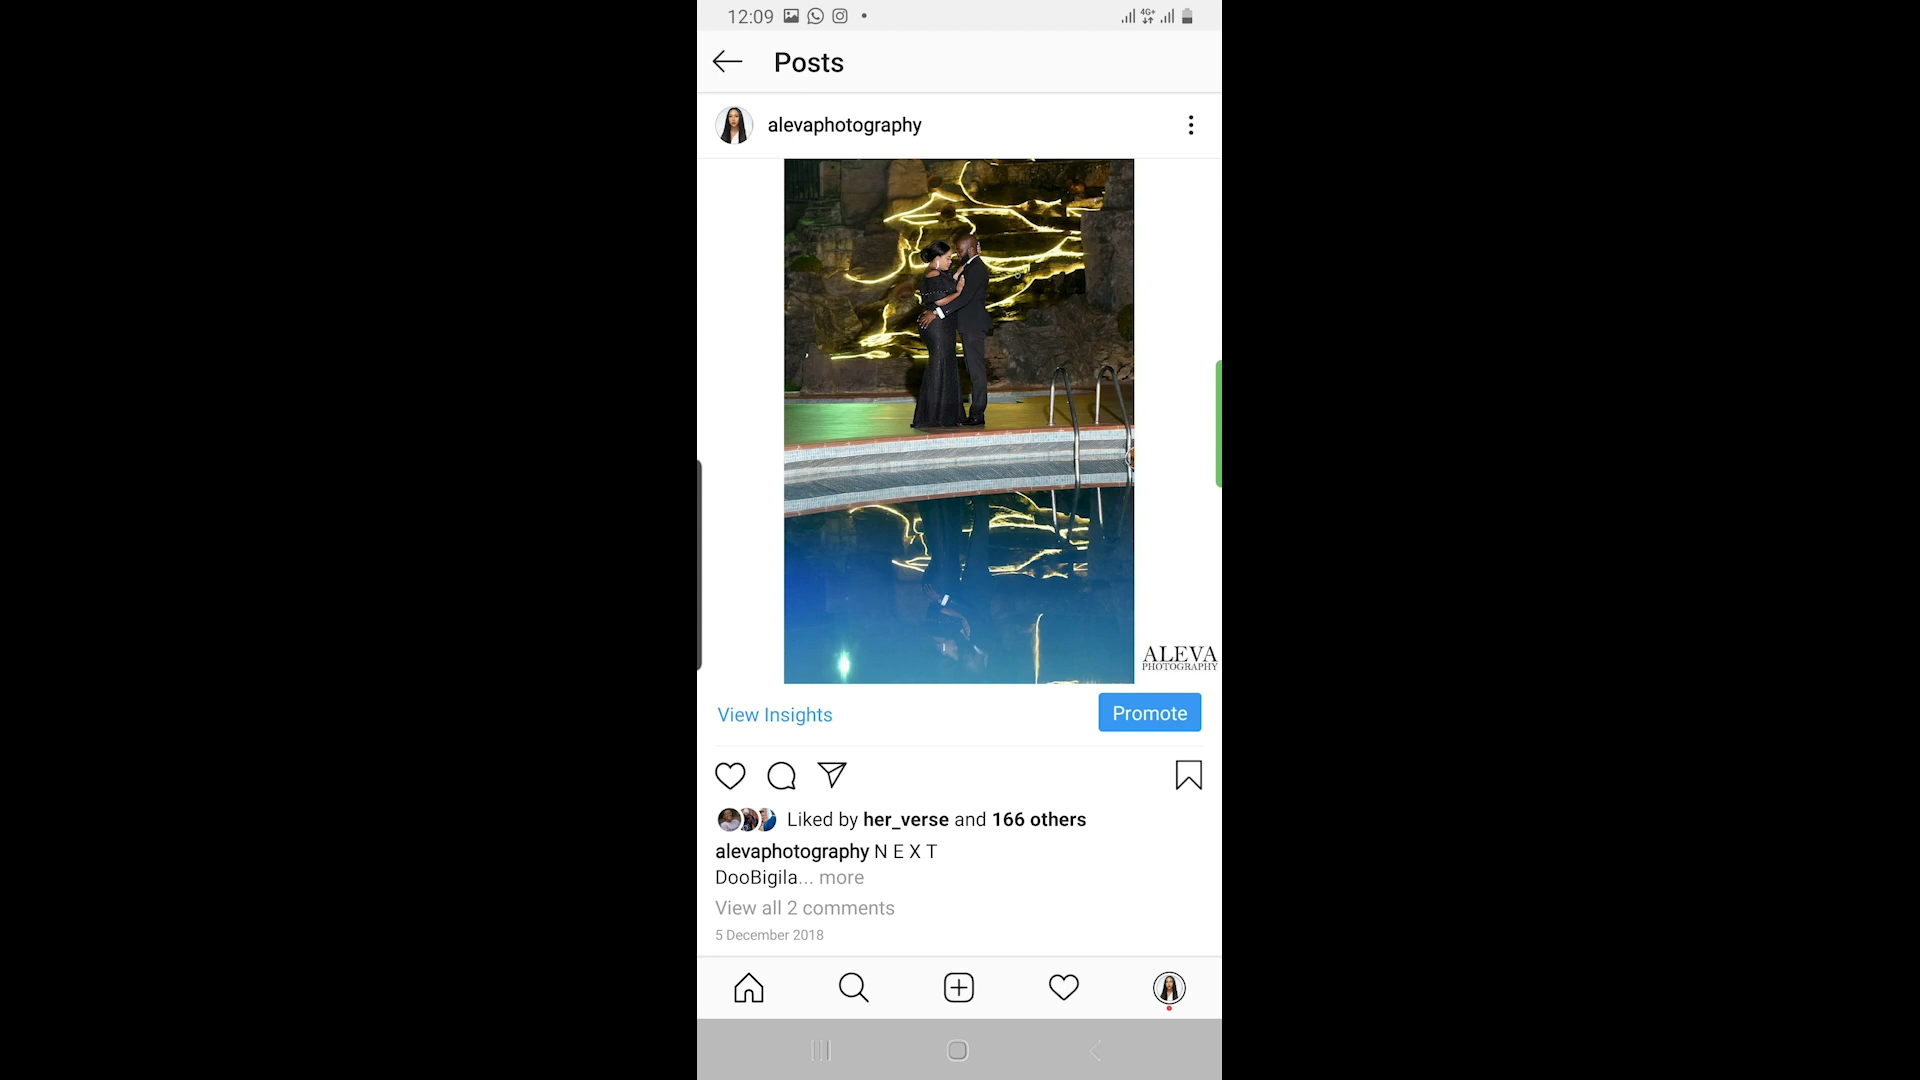 12:09
4G+
Posts
alevaphotography
ALEVA
PHOTOGRAPHY
View Insights
Promote
Liked by her_verse and 166 others
alevaphotography N E X T
DooBigila... more
View all 2 comments
5 December 2018